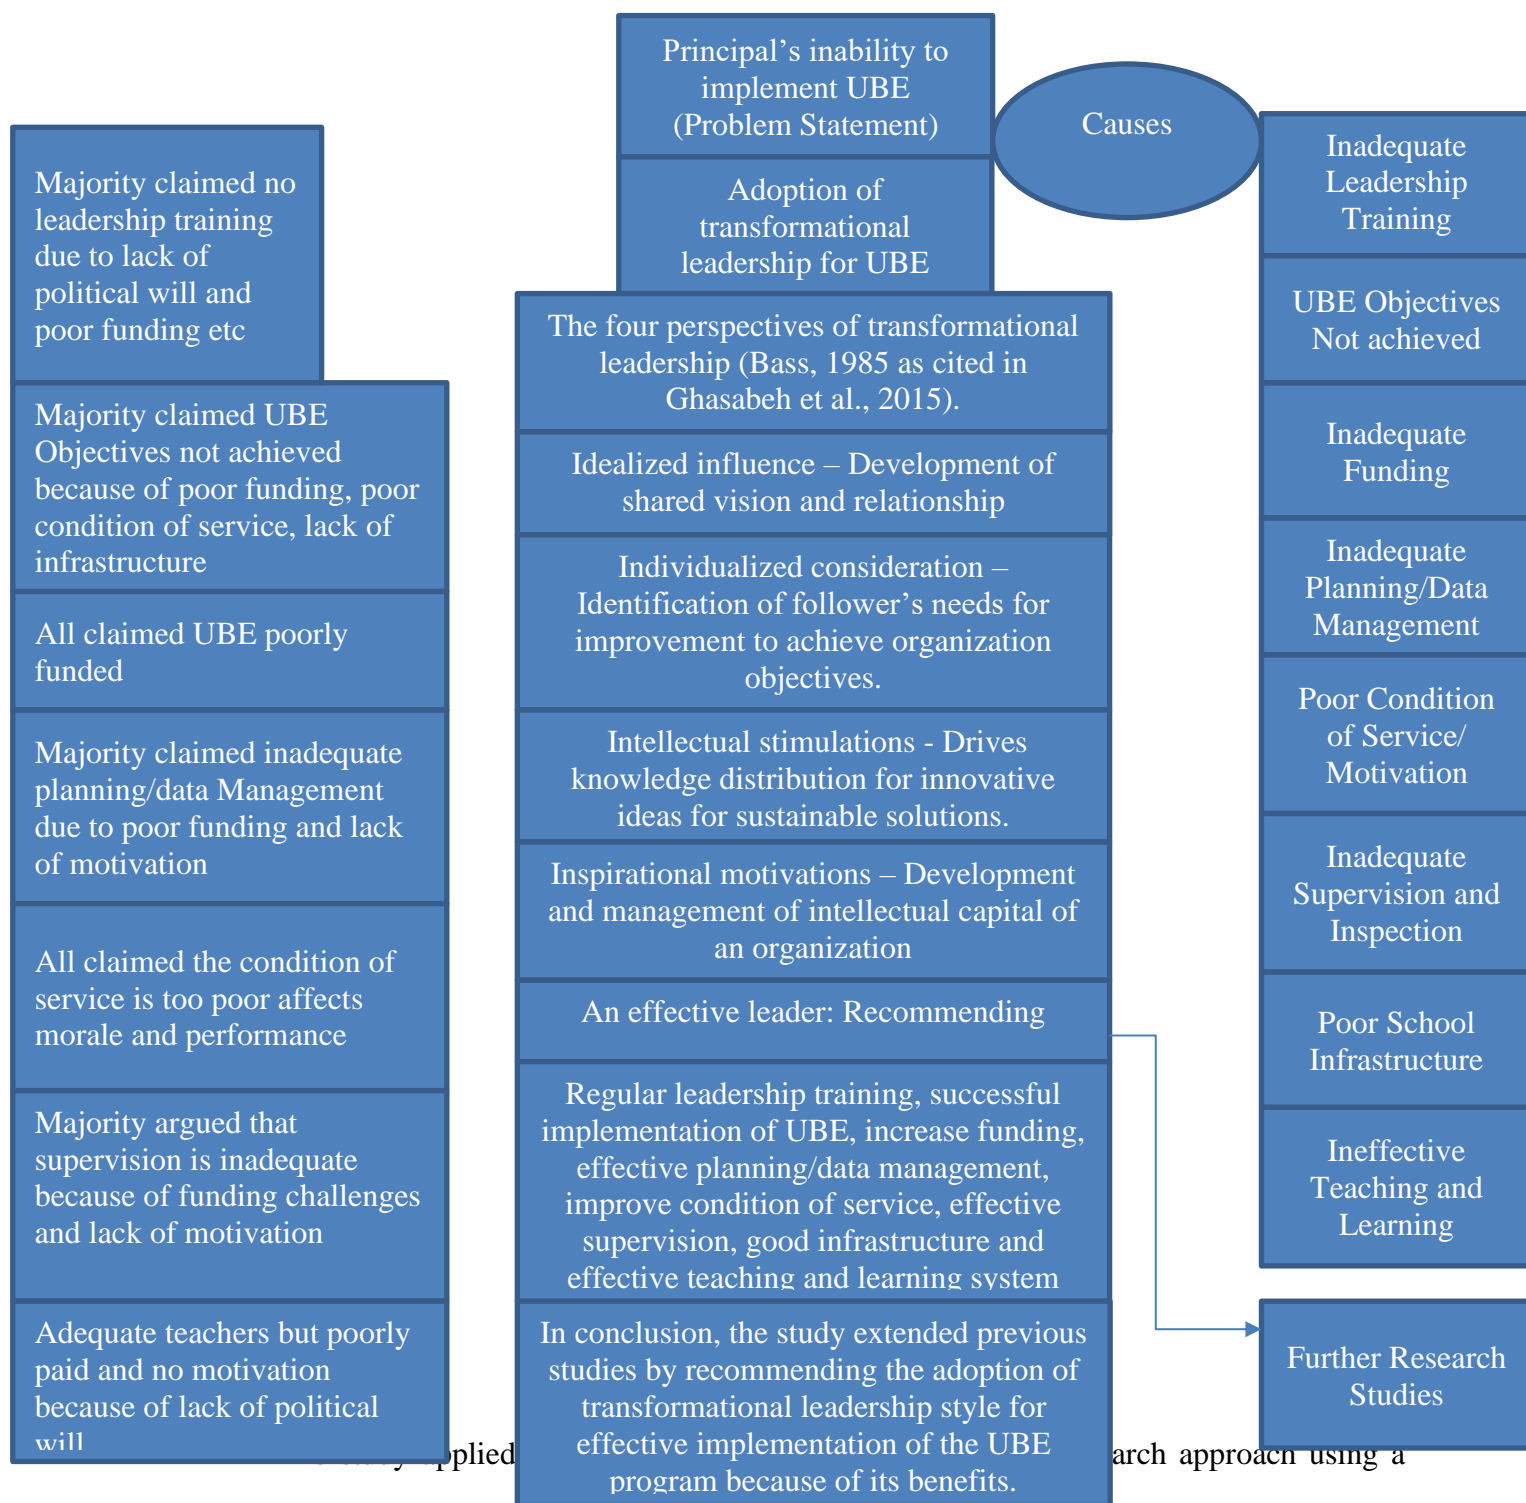 Principal’s inability to
implement UBE
(Problem Statement)
Adoption of
transformational
leadership for UBE
Causes
Majority claimed no
leadership training
due to lack of
political will and
poor funding etc
Majority claimed UBE
Objectives not achieved
because of poor funding, poor
condition of service, lack of
infrastructure
All claimed UBE poorly
funded
Majority claimed inadequate
planning/data Management
due to poor funding and lack
of motivation
All claimed the condition of
service is too poor affects
morale and performance
Majority argued that
supervision is inadequate
because of funding challenges
and lack of motivation
Adequate teachers but poorly
paid and no motivation
because of lack of political
will
The four perspectives of transformational
leadership (Bass, 1985 as cited in
Ghasabeh et al., 2015).
Idealized influence – Development of
shared vision and relationship
Individualized consideration –
Identification of follower’s needs for
improvement to achieve organization
objectives.
Intellectual stimulations - Drives
knowledge distribution for innovative
ideas for sustainable solutions.
Inspirational motivations – Development
and management of intellectual capital of
an organization
An effective leader: Recommending
Regular leadership training, successful
implementation of UBE, increase funding,
effective planning/data management,
improve condition of service, effective
supervision, good infrastructure and
effective teaching and learning system
In conclusion, the study extended previous
studies by recommending the adoption of
transformational leadership style for
effective implementation of the UBE
program because of its benefits.
Inadequate
Leadership
Training
UBE Objectives
Not achieved
Inadequate
Funding
Inadequate
Planning/Data
Management
Poor Condition
of Service/
Motivation
Inadequate
Supervision and
Inspection
Poor School
Infrastructure
Ineffective
Teaching and
Learning
Further Research
Studies
study approach using a